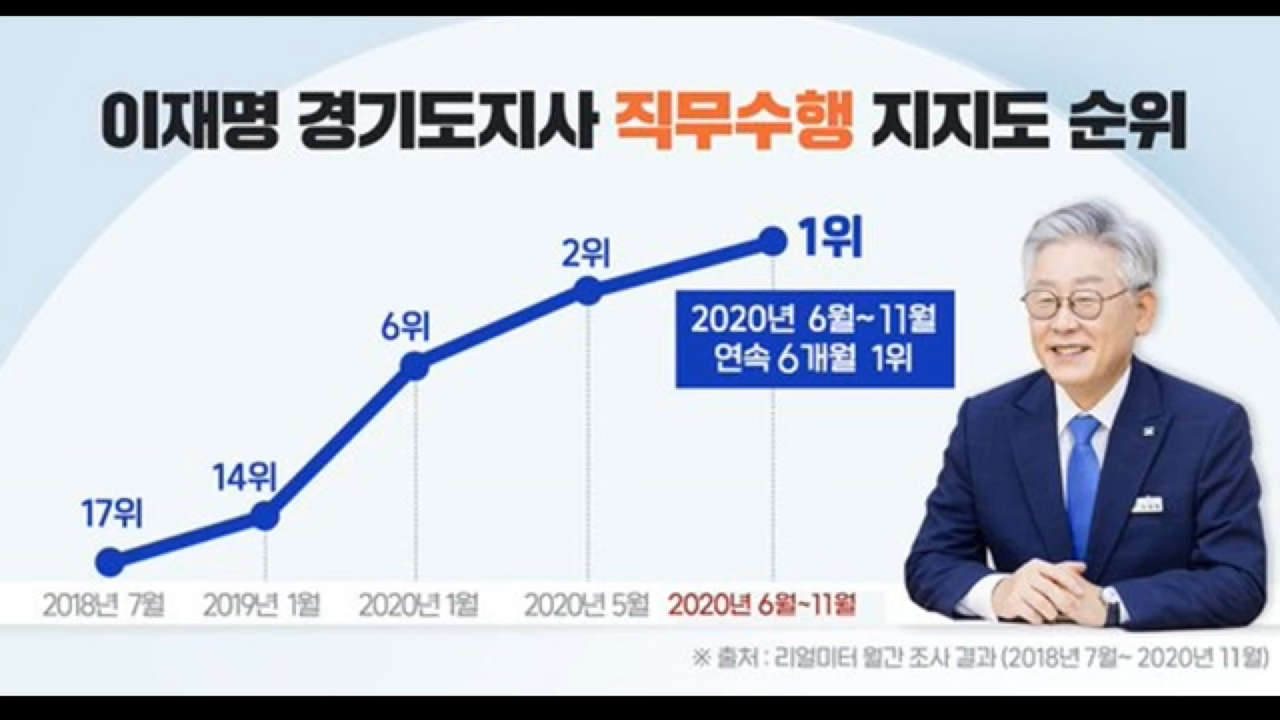 이재명 경기도지사 직무수행 지지도 순위
1위
2위
6위
14위
17위
2020년 6월~11월
연속 6개월 1위
2018년 7월 2019년 1월 2020년 1월 2020년 5월 2020년 6월~11월
※ 출처 : 리얼미터 월간 조사 결과 (2018년 7월~ 2020년 11월)